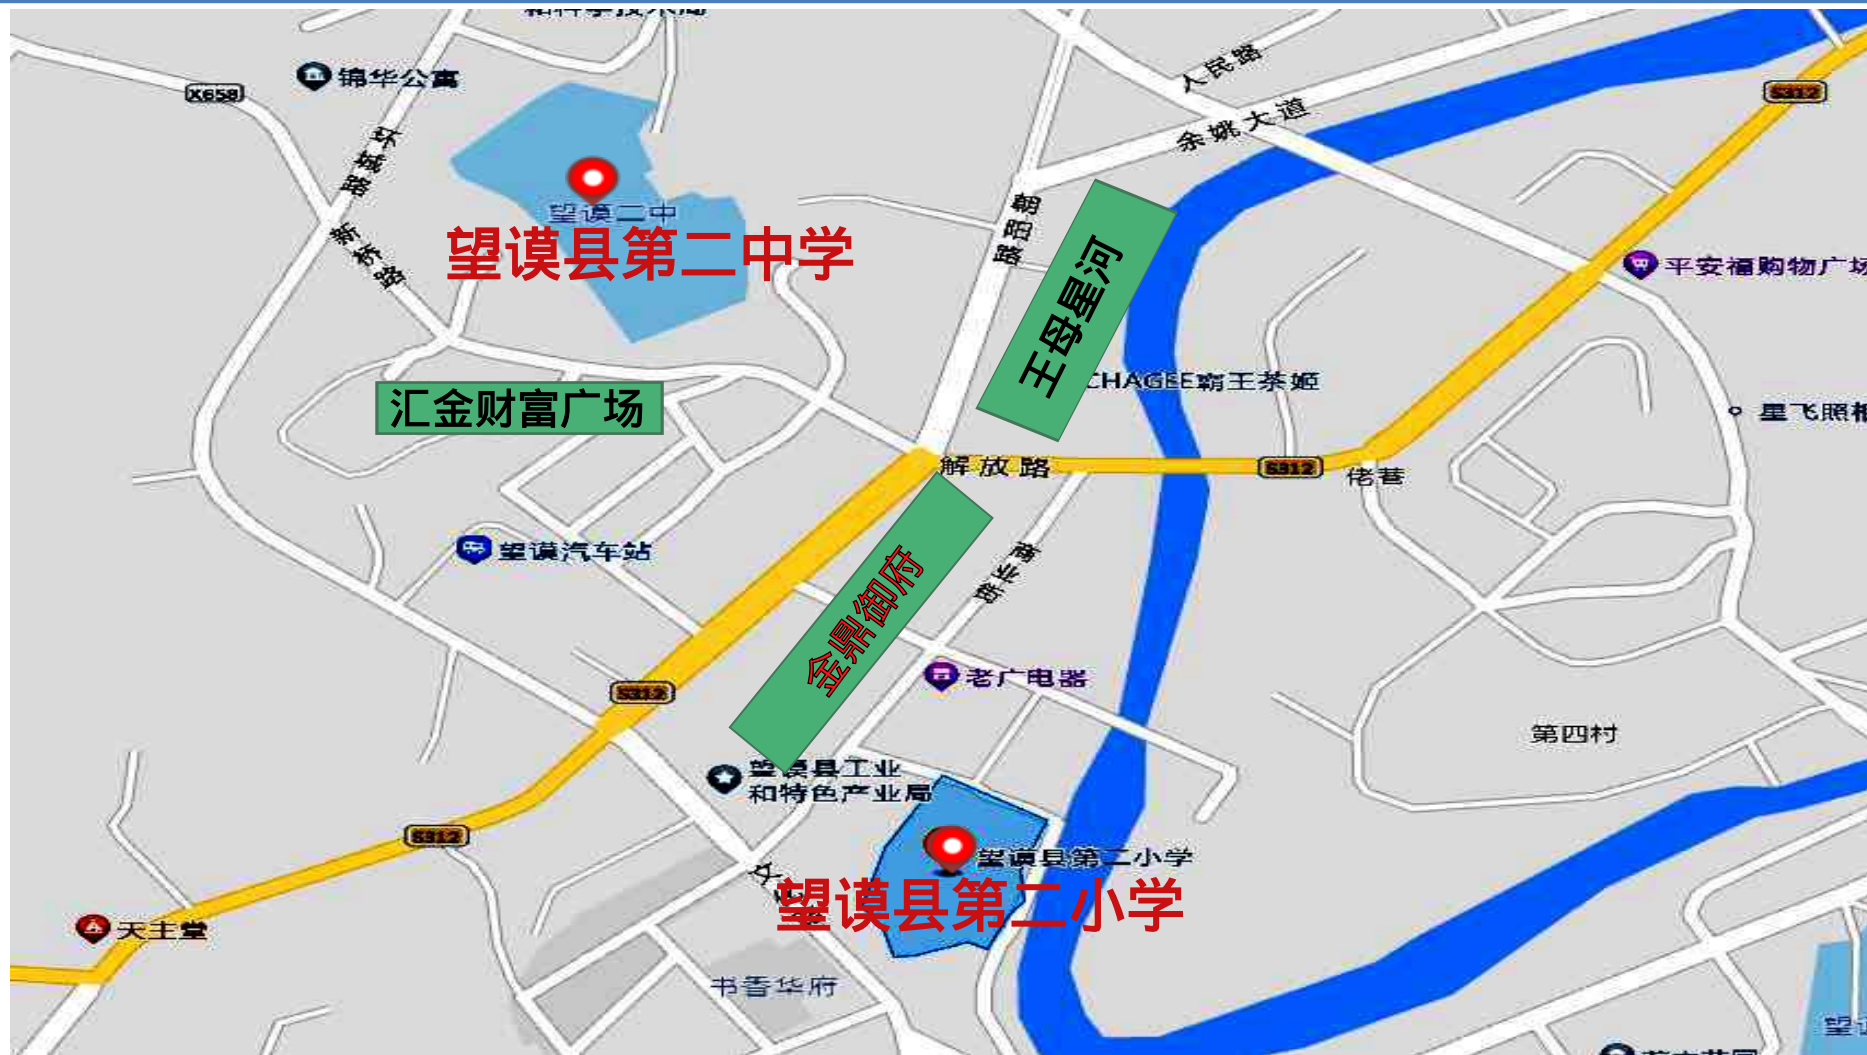 和科学技术局
人民路
锦华公寓
X658
S312
余姚大道
环城路
望谟二中
朝阳路
新桥路
望谟县第二中学
王母星河
平安福购物广场
CHAGEE霸王茶姬
汇金财富广场
星飞照相
解放路
S312
佬巷
望谟汽车站
商业街
金鼎御府
老广电器
S312
第四村
望谟县工业
和特色产业局
S312
望谟县第二小学
望谟县第二小学
天主堂
书香华府